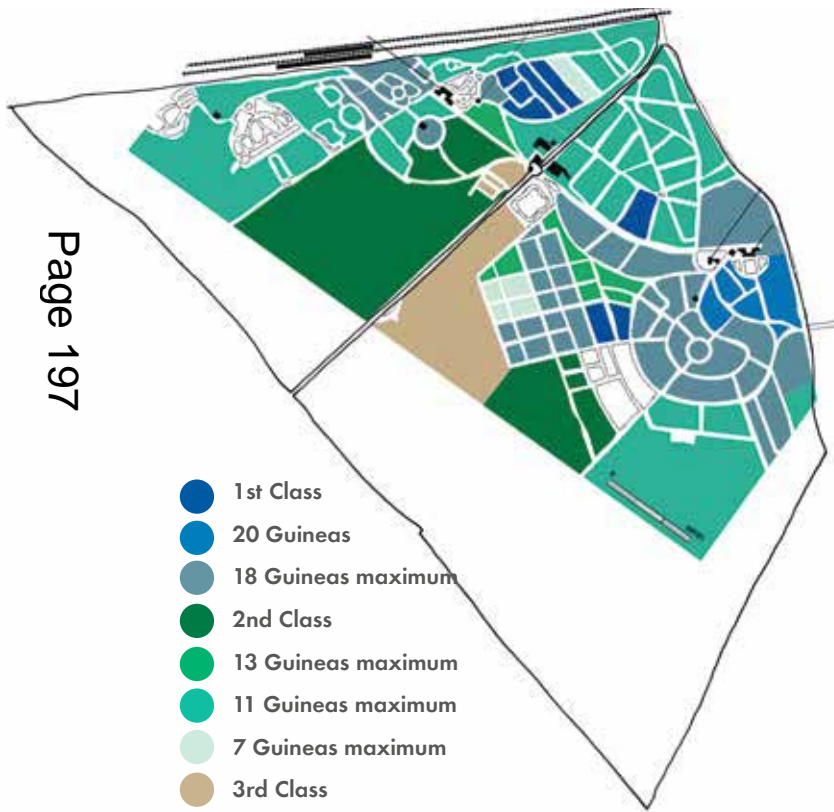 Page 197
1st Class
20 Guineas
18 Guineas maximum
2nd Class
13 Guineas maximum
11 Guineas maximum
7 Guineas maximum
3rd Class